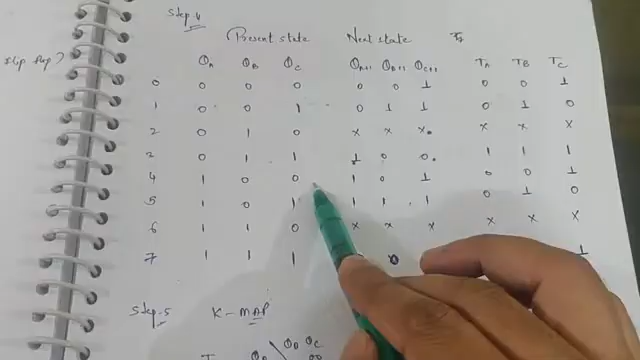 Step 4
flip flop)
Present state Next state
QA QB QC QA+1 QB+1 QC+1 TA TB TC
0 0 0 0 0 0 1 0 0 1
1 0 0 1 0 1 1 0 1 0
2 0 1 0 x x x x x x
2 0 1 1 1 0 0 1 1 1
4 1 0 0 1 0 1 0 0 1
5 1 0 1 1 1 1 0 1 0
6 1 1 0 x x x x x x
7 1 1 1 0 1
Step-5 K-MAP